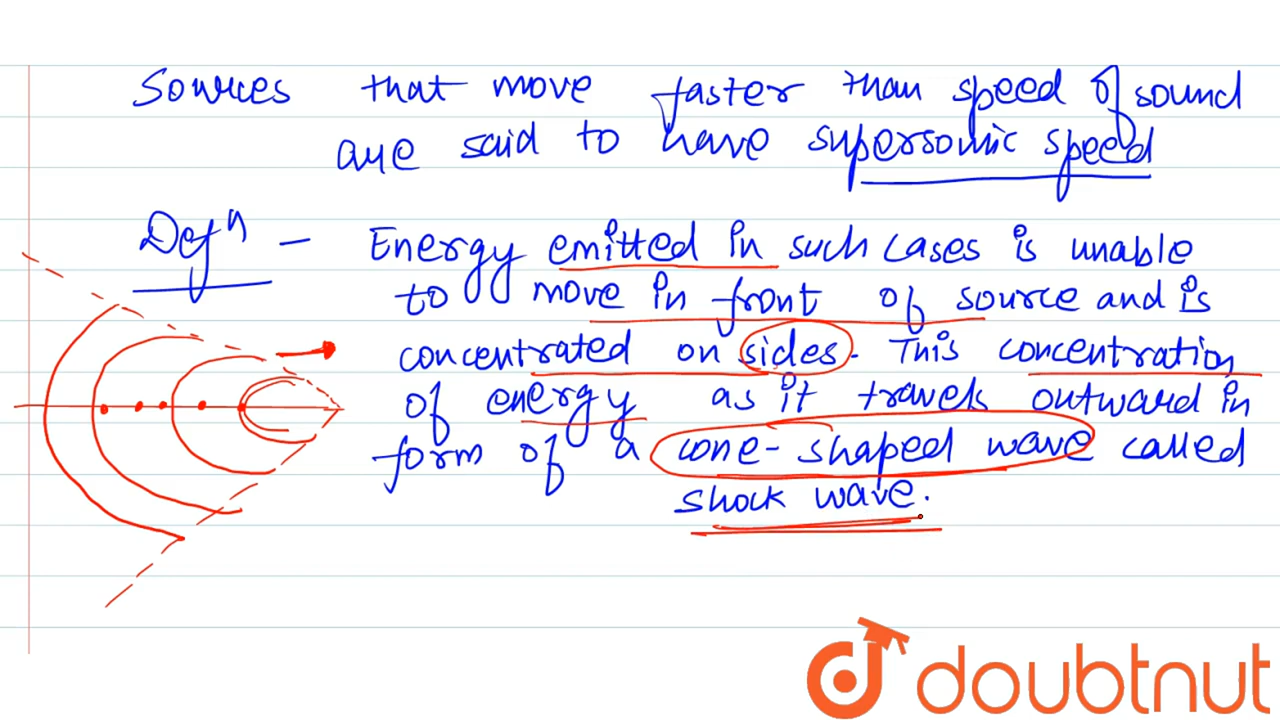 Sources that move faster than speed of sound
are said to have supersonic speed
Defⁿ - Energy emitted in such cases is unable
to move in front of source and is
concentrated on sides. This concentration
of energy as it travels outward in
form of a cone-shaped wave called
shock wave.
doubtnut